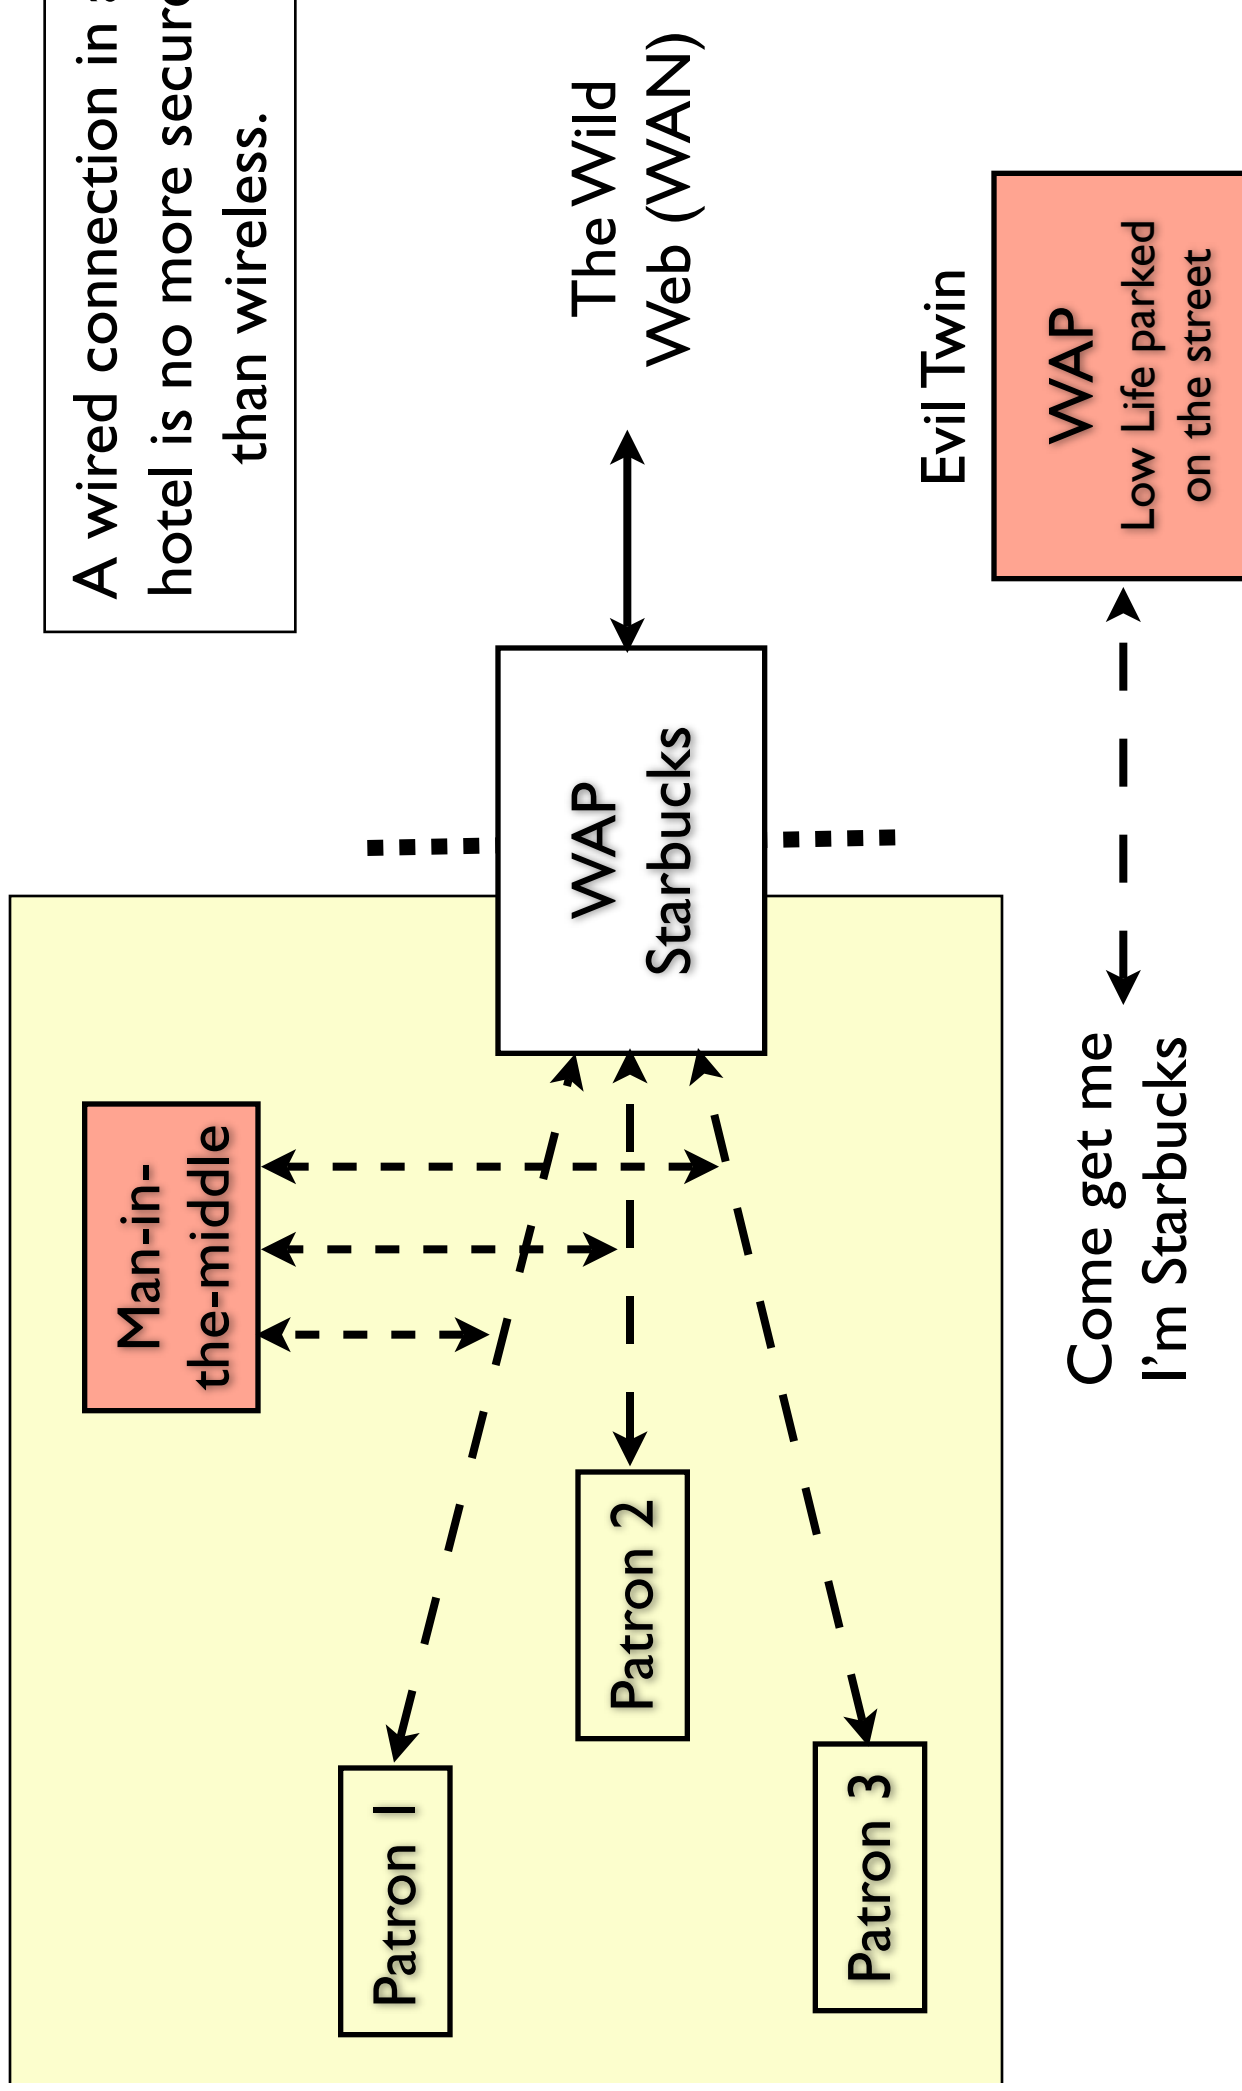 A wired connection in
hotel is no more secure
than wireless.
Man-in-
the-middle
Patron 1
Patron 2
Patron 3
WAP
Starbucks
The Wild
Web (WAN)
Evil Twin
WAP
Low Life parked
on the street
Come get me
I'm Starbucks